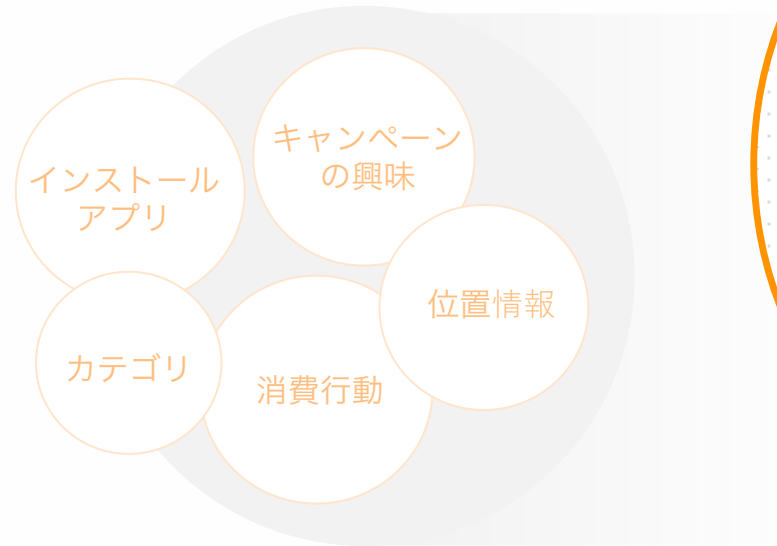 キャンペーン
の興味
インストール
アプリ
位置情報
カテゴリ
消費行動